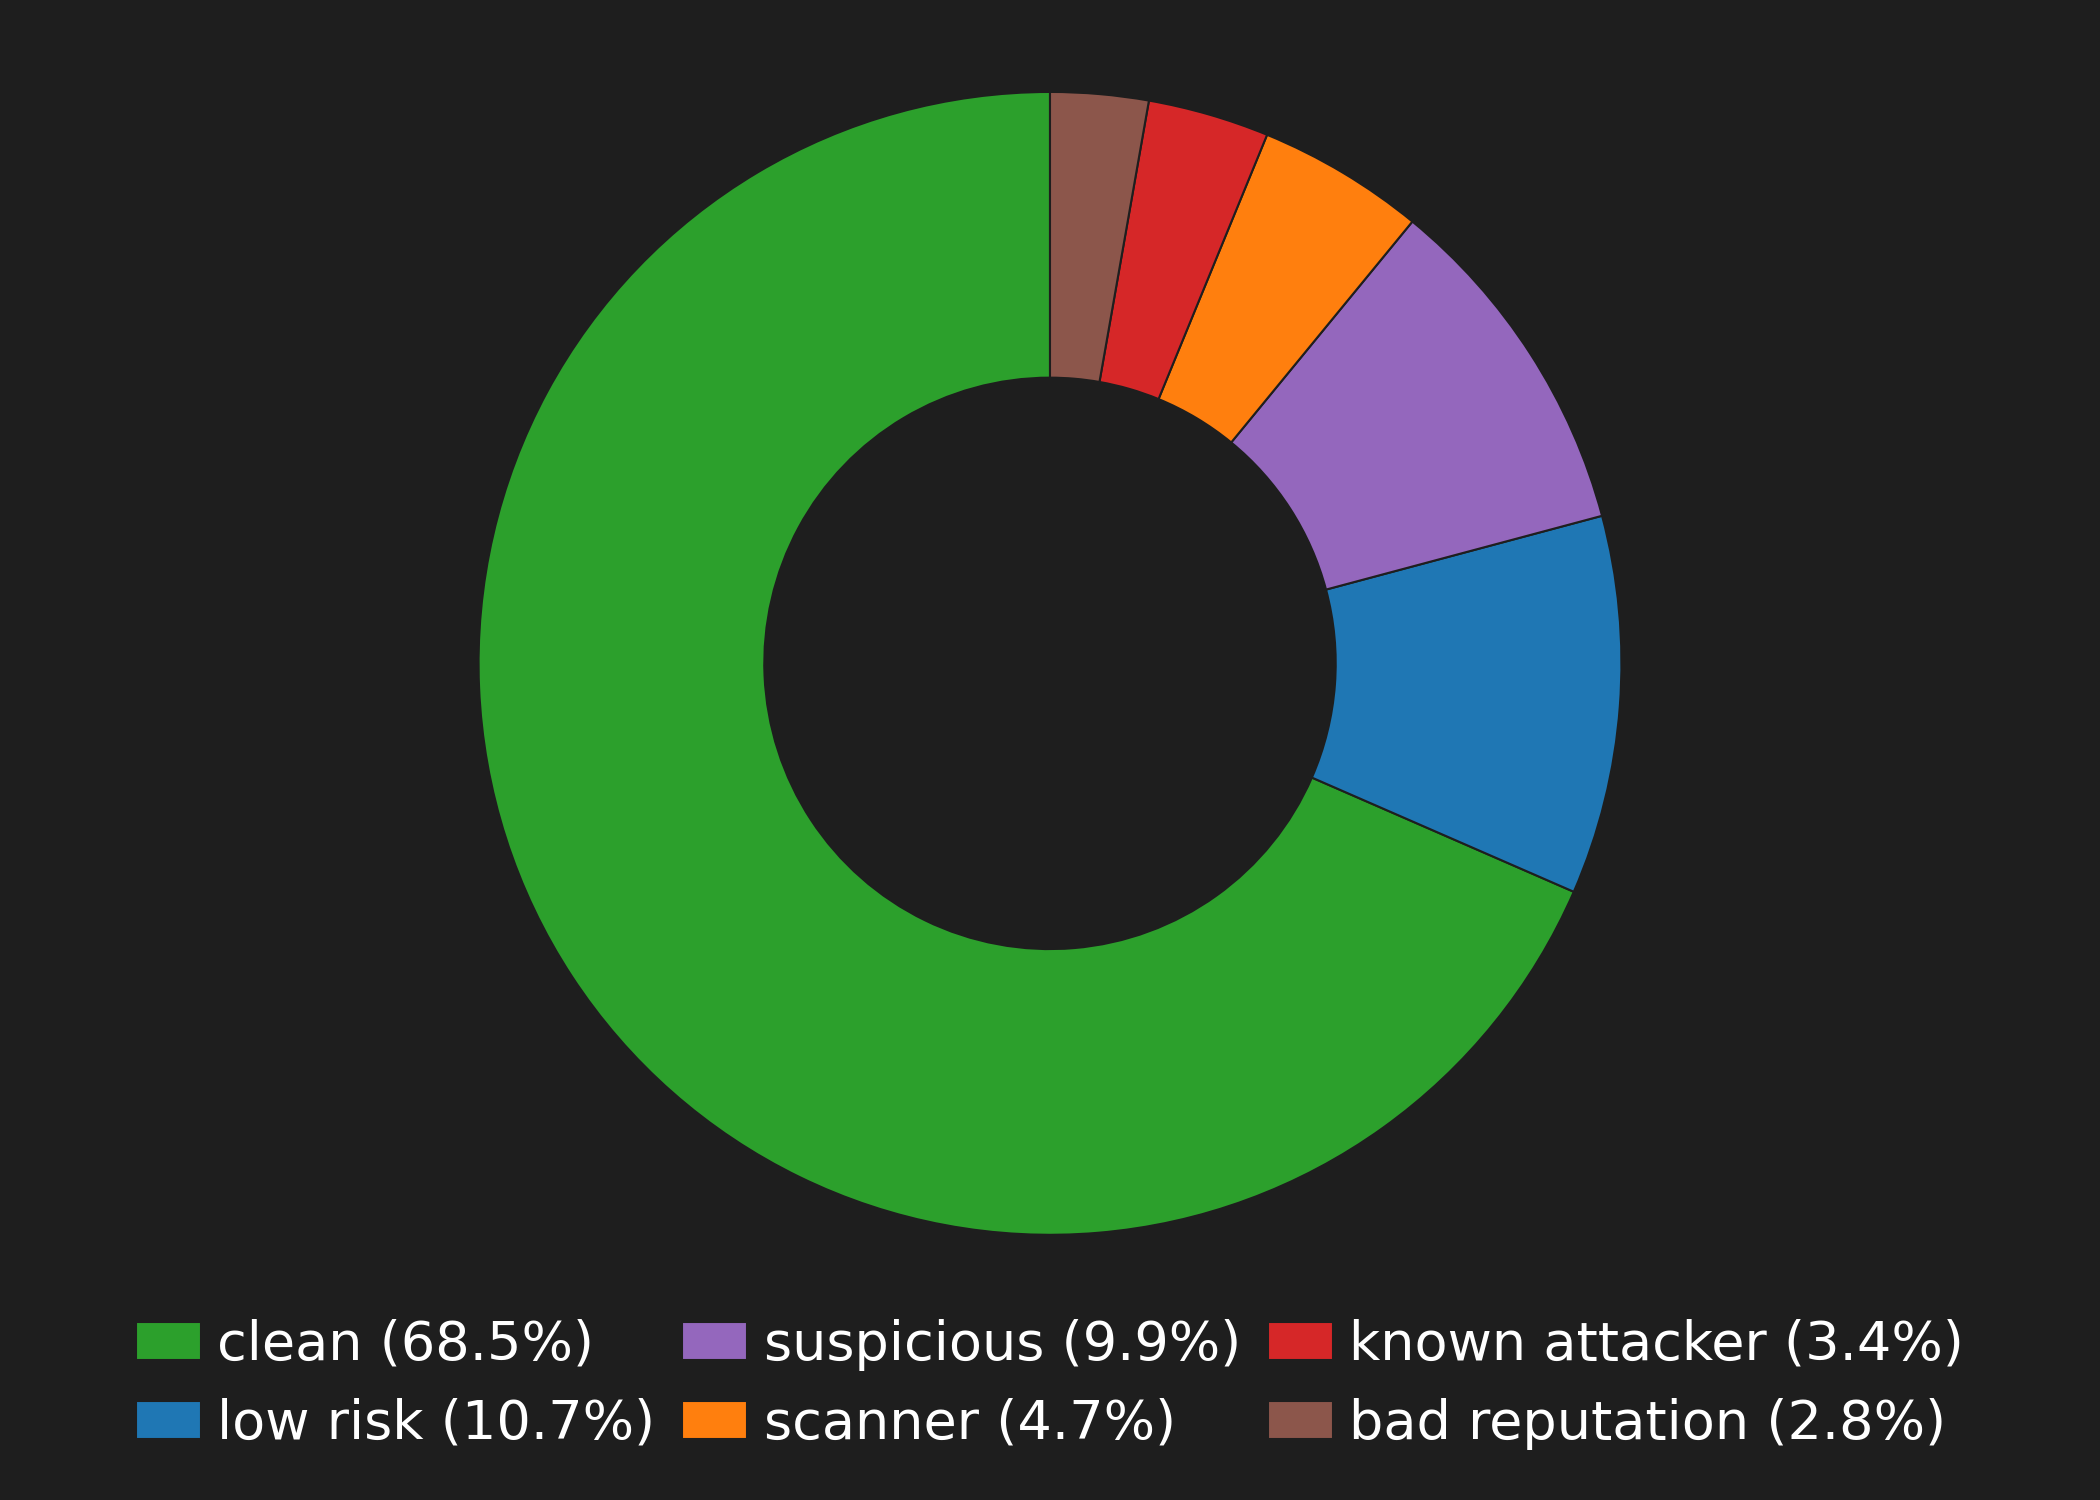 clean (68.5%)
low risk (10.7%)
suspicious (9.9%)
scanner (4.7%)
known attacker (3.4%)
bad reputation (2.8%)